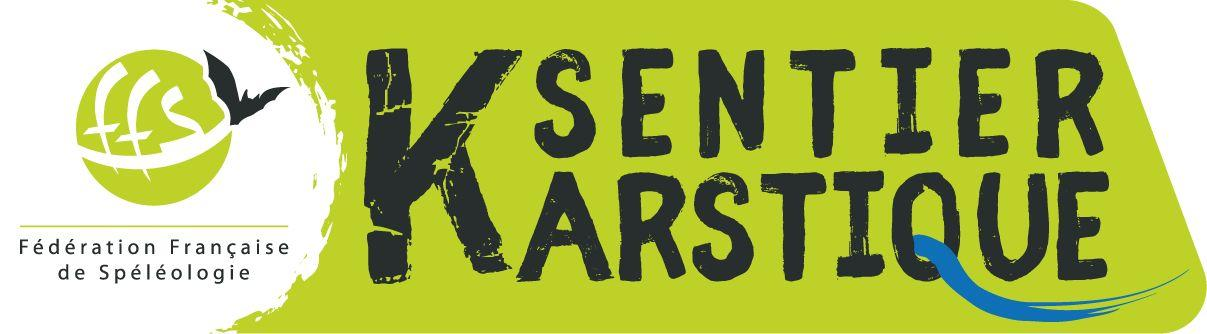 ffs
Fédération Française
de Spéléologie
SENTIER
KARSTIQUE